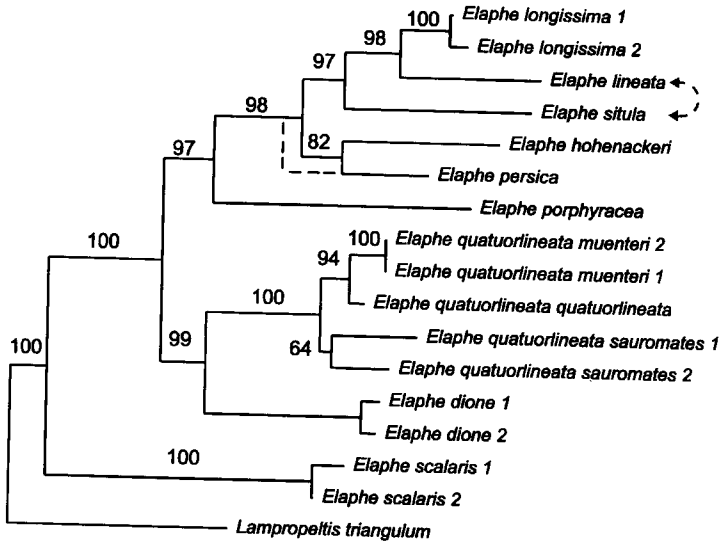 100 Elaphe longissima 1
98 Elaphe longissima 2
97 Elaphe lineata
98 Elaphe situla
82 Elaphe hohenackeri
97 Elaphe persica
Elaphe porphyracea
100 100 Elaphe quatuorlineata muenteri 2
94 Elaphe quatuorlineata muenteri 1
100 Elaphe quatuorlineata quatuorlineata
100 99 64 Elaphe quatuorlineata sauromates 1
Elaphe quatuorlineata sauromates 2
Elaphe dione 1
Elaphe dione 2
100 Elaphe scalaris 1
Elaphe scalaris 2
Lampropeltis triangulum